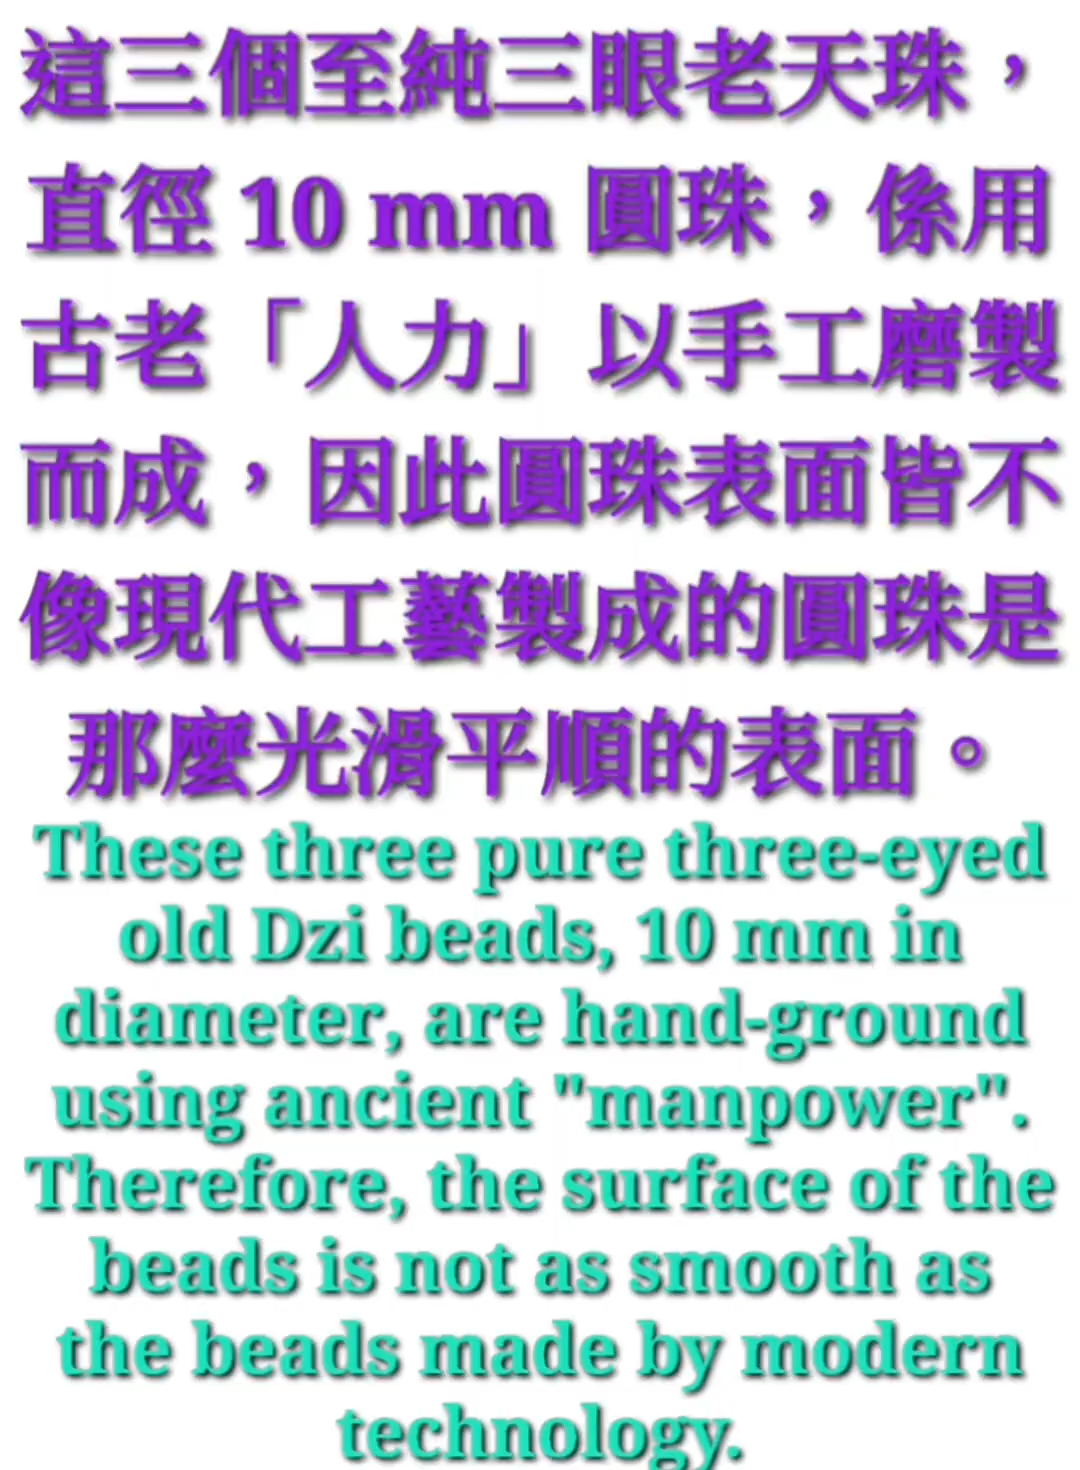 這三個至純三眼老天珠，
直徑 10 mm 圓珠，係用
古老「人力」以手工磨製
而成，因此圓珠表面皆不
像現代工藝製成的圓珠是
那麼光滑平順的表面。
These three pure three-eyed
old Dzi beads, 10 mm in
diameter, are hand-ground
using ancient "manpower".
Therefore, the surface of the
beads is not as smooth as
the beads made by modern
technology.